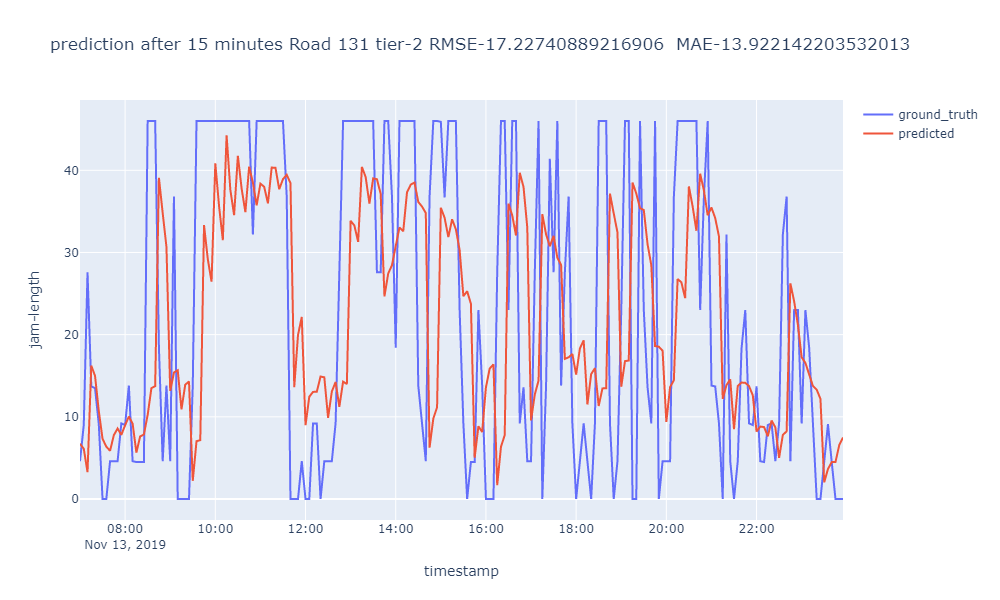 prediction after 15 minutes Road 131 tier-2 RMSE-17.22740889216906  MAE-13.922142203532013
ground_truth
predicted
jam-length
40
30
20
10
0
08:00 10:00 12:00 14:00 16:00 18:00 20:00 22:00
Nov 13, 2019
timestamp